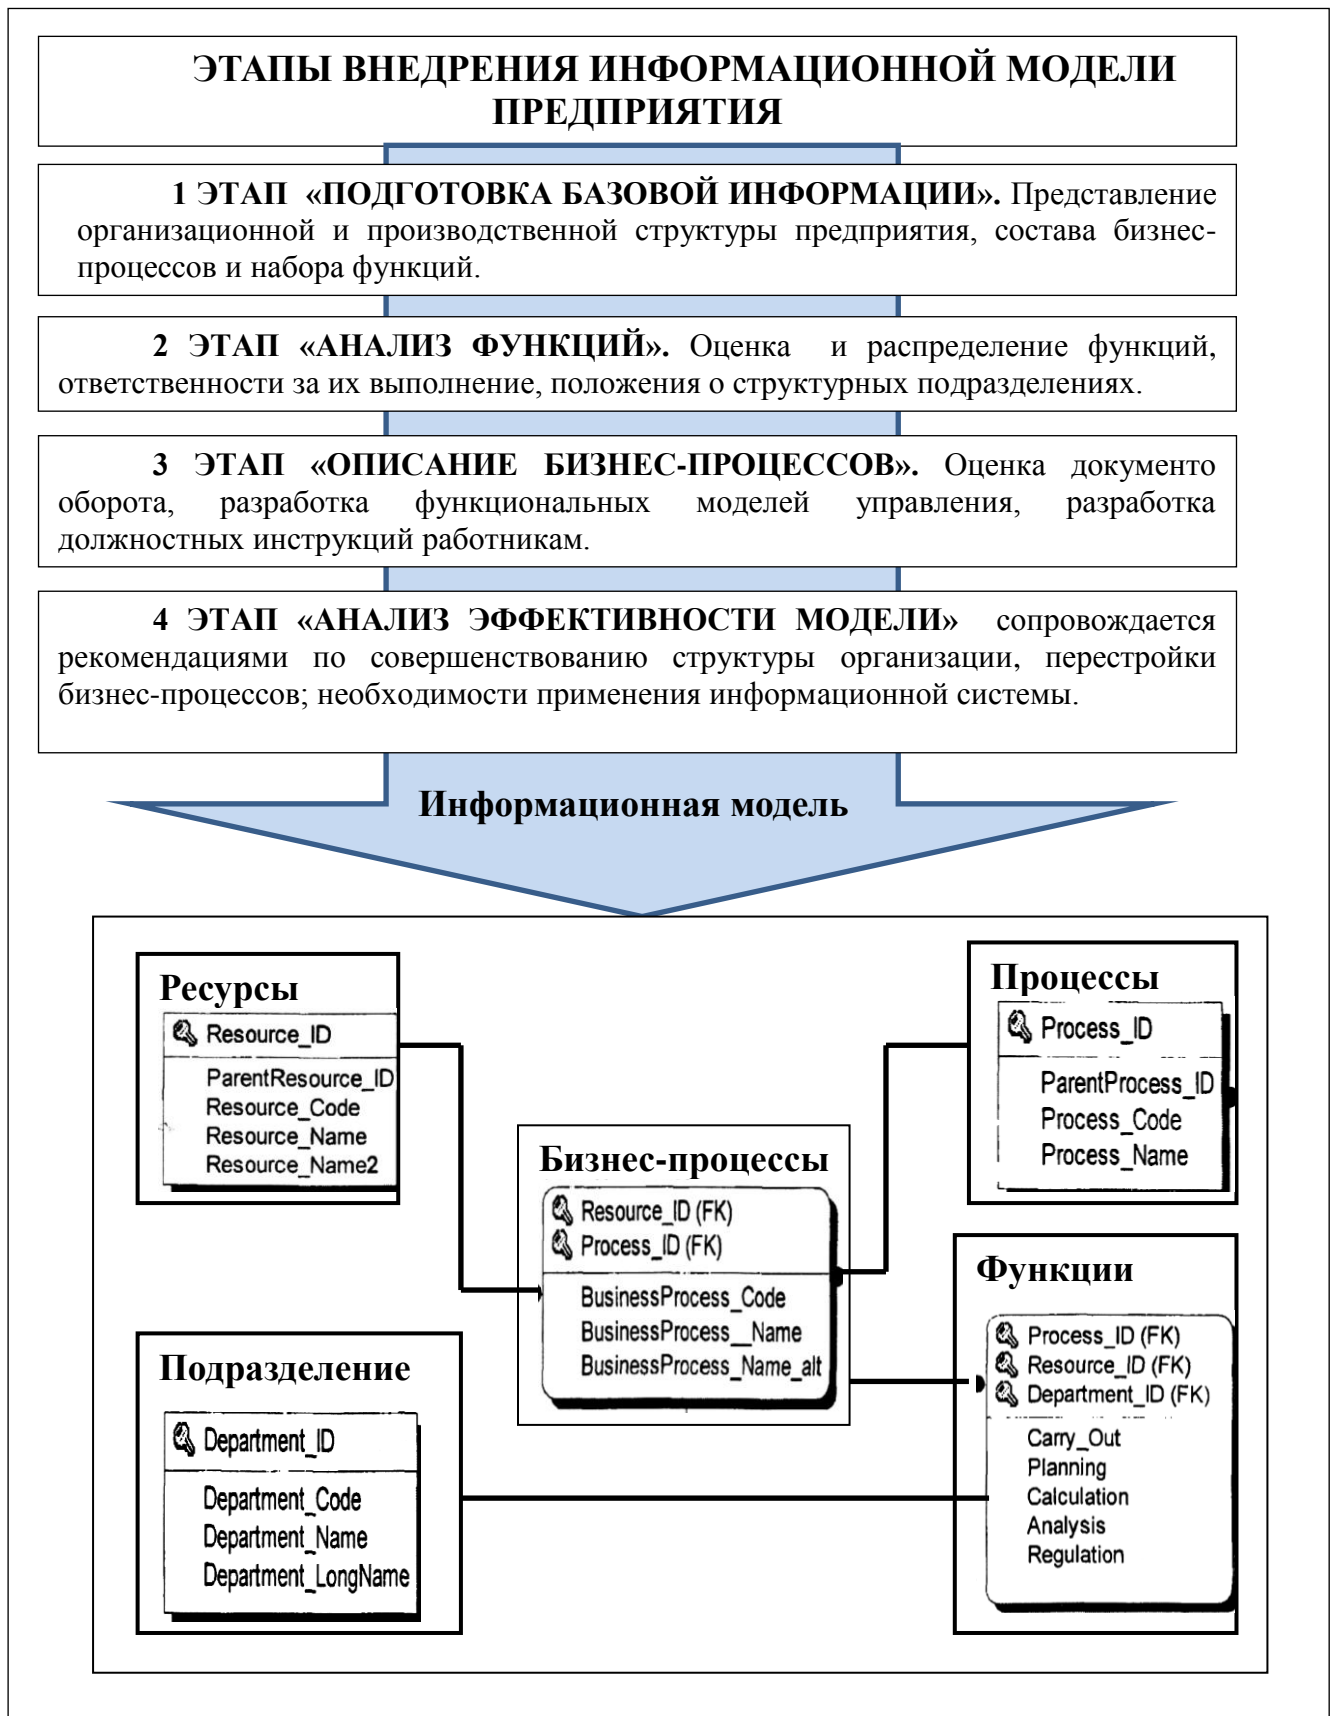 ЭТАПЫ ВНЕДРЕНИЯ ИНФОРМАЦИОННОЙ МОДЕЛИ
ПРЕДПРИЯТИЯ
1 ЭТАП «ПОДГОТОВКА БАЗОВОЙ ИНФОРМАЦИИ». Представление
организационной и производственной структуры предприятия, состава бизнес-
процессов и набора функций.
2 ЭТАП «АНАЛИЗ ФУНКЦИЙ». Оценка и распределение функций,
ответственности за их выполнение, положения о структурных подразделениях.
3 ЭТАП «ОПИСАНИЕ БИЗНЕС-ПРОЦЕССОВ». Оценка документо
оборота, разработка функциональных моделей управления, разработка
должностных инструкций работникам.
4 ЭТАП «АНАЛИЗ ЭФФЕКТИВНОСТИ МОДЕЛИ» сопровождается
рекомендациями по совершенствованию структуры организации, перестройки
бизнес-процессов; необходимости применения информационной системы.
Информационная модель
Ресурсы
Resource_ID
ParentResource_ID
Resource_Code
Resource_Name
Resource_Name2
Процессы
Process_ID
ParentProcess_ID
Process_Code
Process_Name
Бизнес-процессы
Resource_ID (FK)
Process_ID (FK)
BusinessProcess_Code
BusinessProcess__Name
BusinessProcess_Name_alt
Подразделение
Department_ID
Department_Code
Department_Name
Department_LongName
Функции
Process_ID (FK)
Resource_ID (FK)
Department_ID (FK)
Carry_Out
Planning
Calculation
Analysis
Regulation